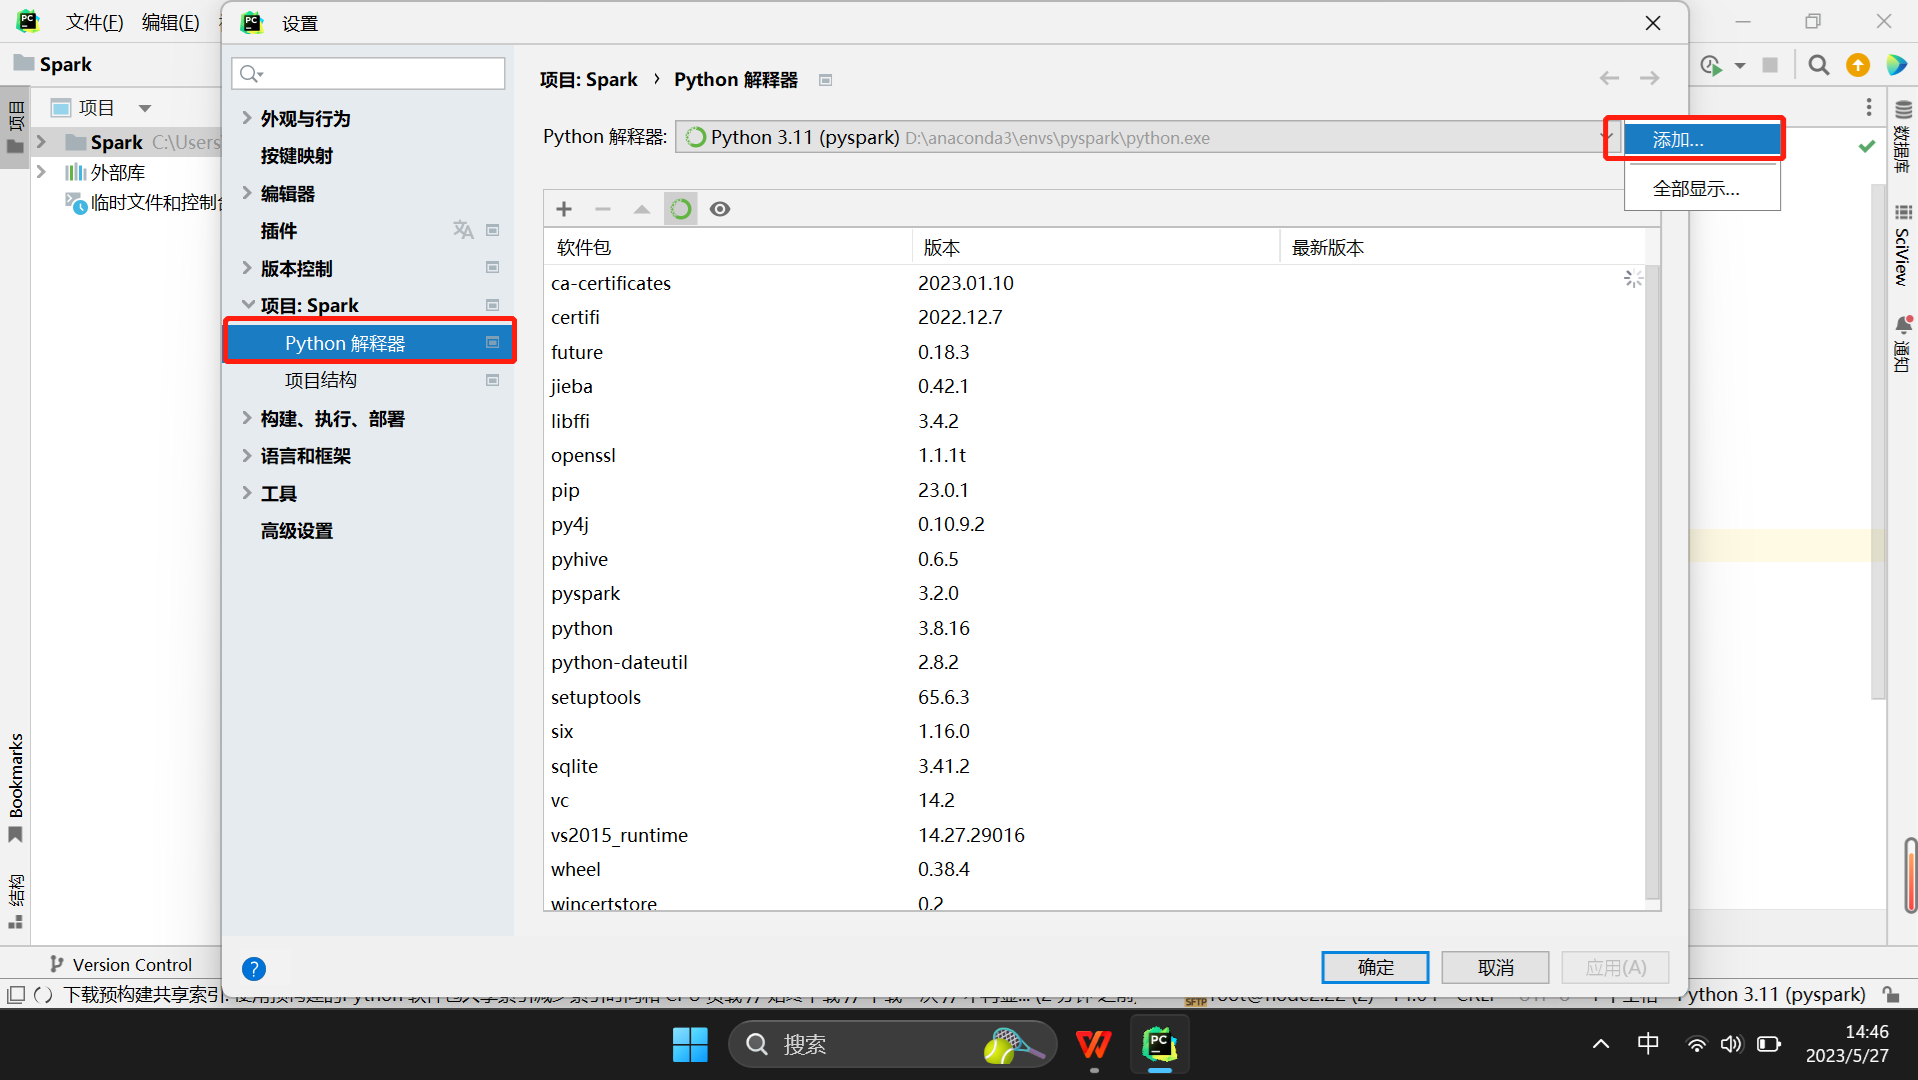 文件(F) 编辑(E)
设置
Spark
项目: Spark › Python 解释器
项目
项目
Spark C:\Users
外部库
临时文件和控制台
外观与行为
按键映射
编辑器
插件
版本控制
项目: Spark
Python 解释器
项目结构
构建、执行、部署
语言和框架
工具
高级设置
Python 解释器: Python 3.11 (pyspark) D:\anaconda3\envs\pyspark\python.exe
添加...
全部显示...
软件包 版本 最新版本
ca-certificates 2023.01.10
certifi 2022.12.7
future 0.18.3
jieba 0.42.1
libffi 3.4.2
openssl 1.1.1t
pip 23.0.1
py4j 0.10.9.2
pyhive 0.6.5
pyspark 3.2.0
python 3.8.16
python-dateutil 2.8.2
setuptools 65.6.3
six 1.16.0
sqlite 3.41.2
vc 14.2
vs2015_runtime 14.27.29016
wheel 0.38.4
wincertstore 0.2
数据库
SciView
通知
Bookmarks
结构
确定 取消 应用(A)
Version Control
下载预构建共享索引: Python 3.11 (pyspark)
搜索
中
14:46
2023/5/27